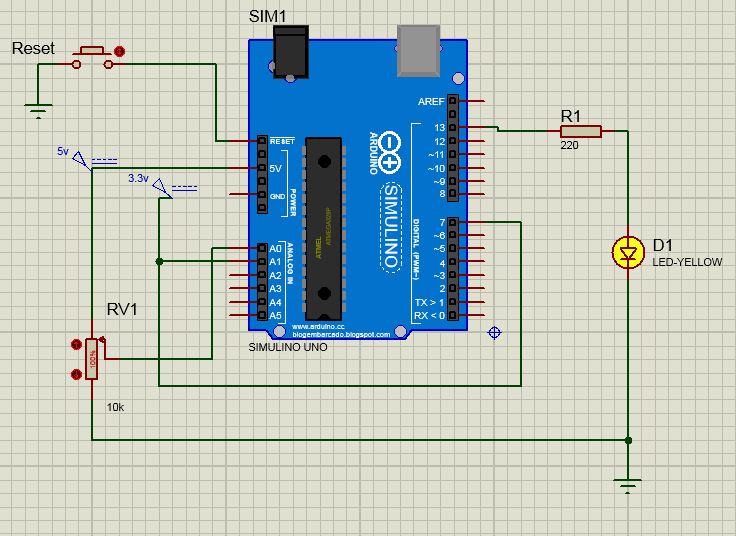 SIM1
Reset
AREF
R1
13
220
RESET
12
ARDUINO
5v
~11
5V
~10
3.3v
~9
GND
POWER
8
SIMULINO
ATMEL
ATMEGA328P
DIGITAL (PWM~)
7
~6
A0
ANALOG IN
~5
D1
A1
4
LED-YELLOW
A2
~3
A3
2
A4
TX > 1
A5
RX < 0
RV1
www.arduino.cc
blogembarcado.blogspot.com
SIMULINO UNO
100%
10k